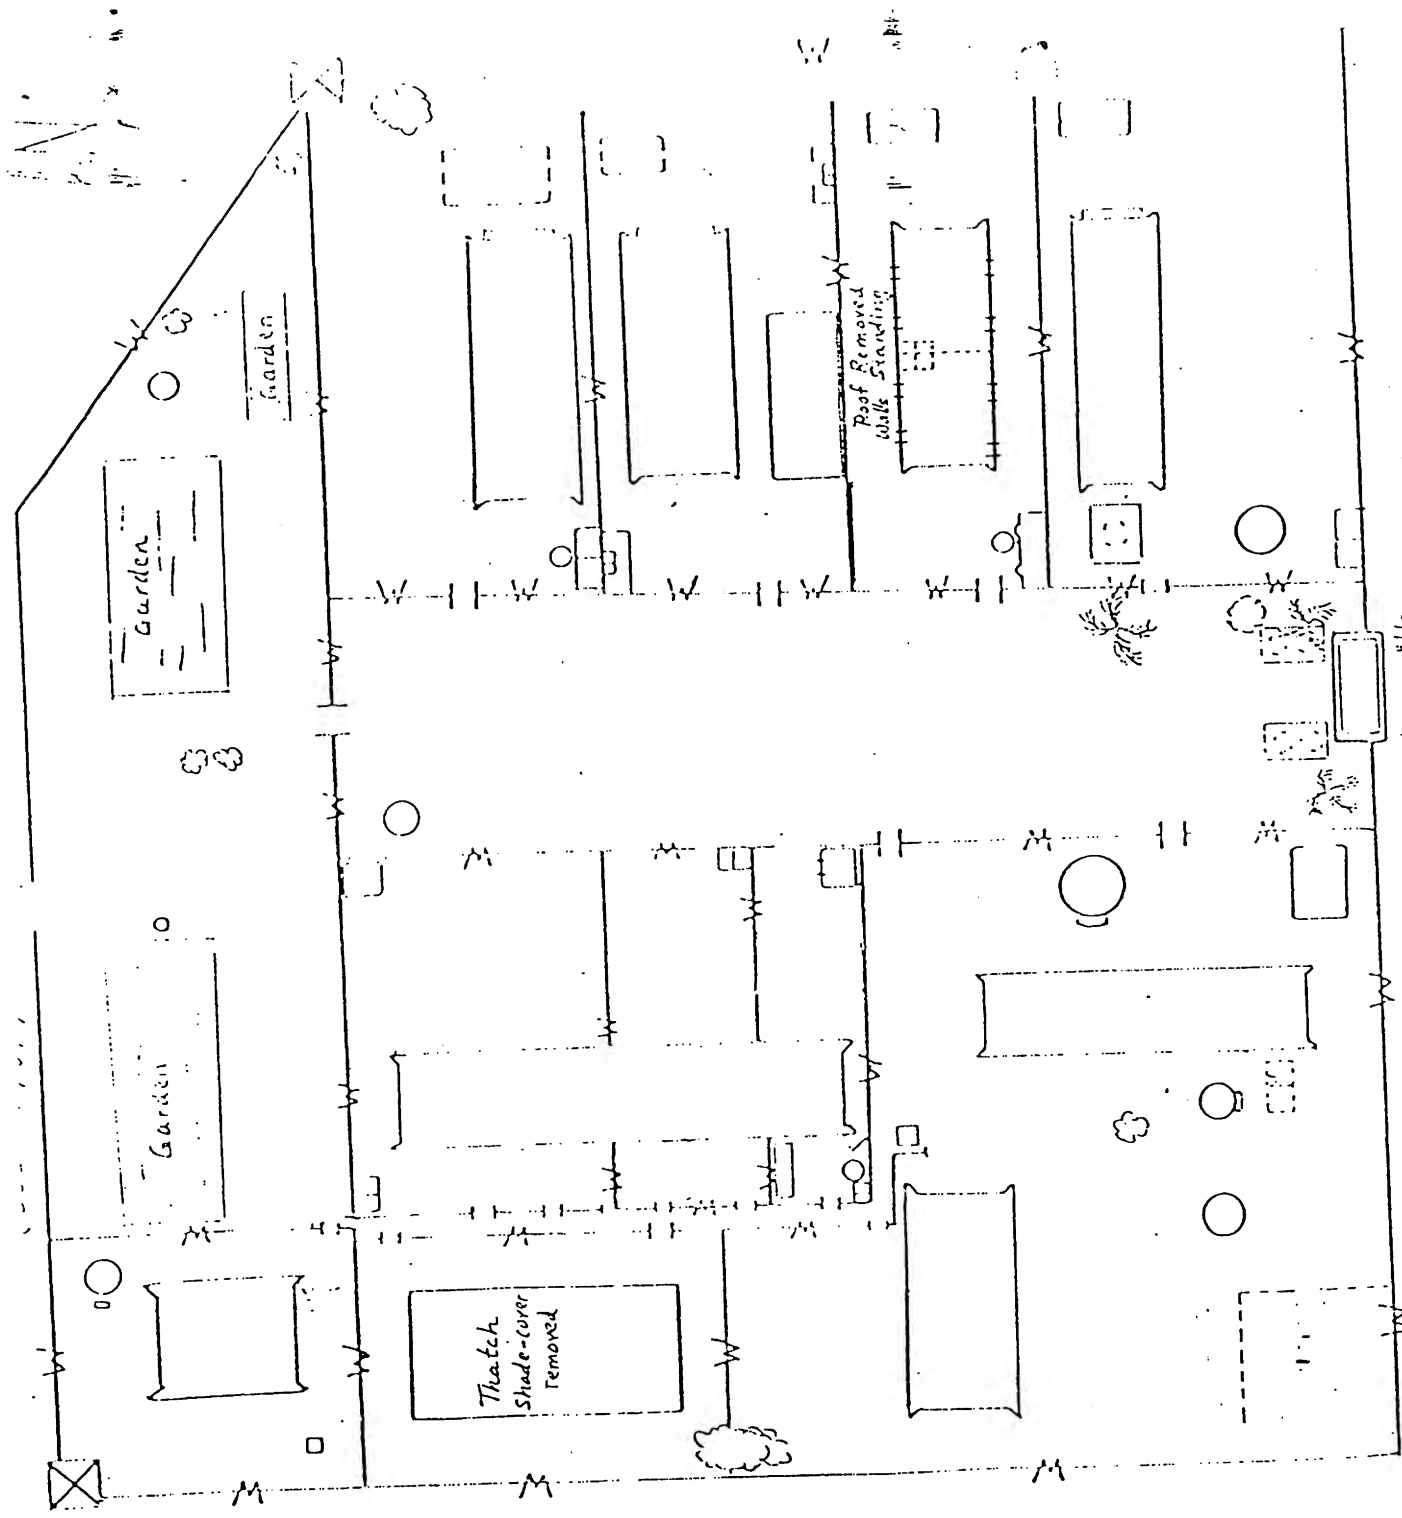 Garden
Garden
Roof Removed
Walls Standing
Garden
Thatch
Shade-cover
removed